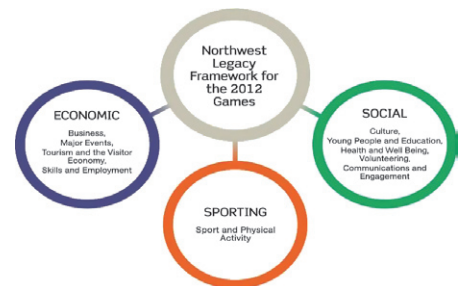 Northwest
Legacy
Framework for
the 2012
Games
ECONOMIC
Business,
Major Events,
Tourism and the Visitor
Economy,
Skills and Employment
SOCIAL
Culture,
Young People and Education,
Health and Well Being,
Volunteering,
Communications and
Engagement
SPORTING
Sport and Physical
Activity